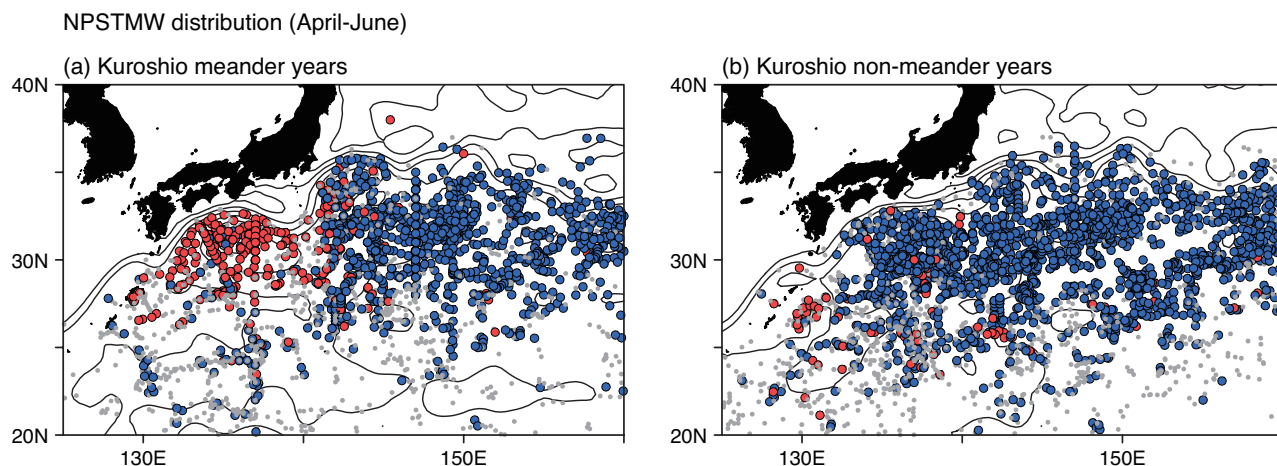 NPSTMW distribution (April-June)
(a) Kuroshio meander years
(b) Kuroshio non-meander years
40N
30N
20N
130E
150E
40N
30N
20N
130E
150E